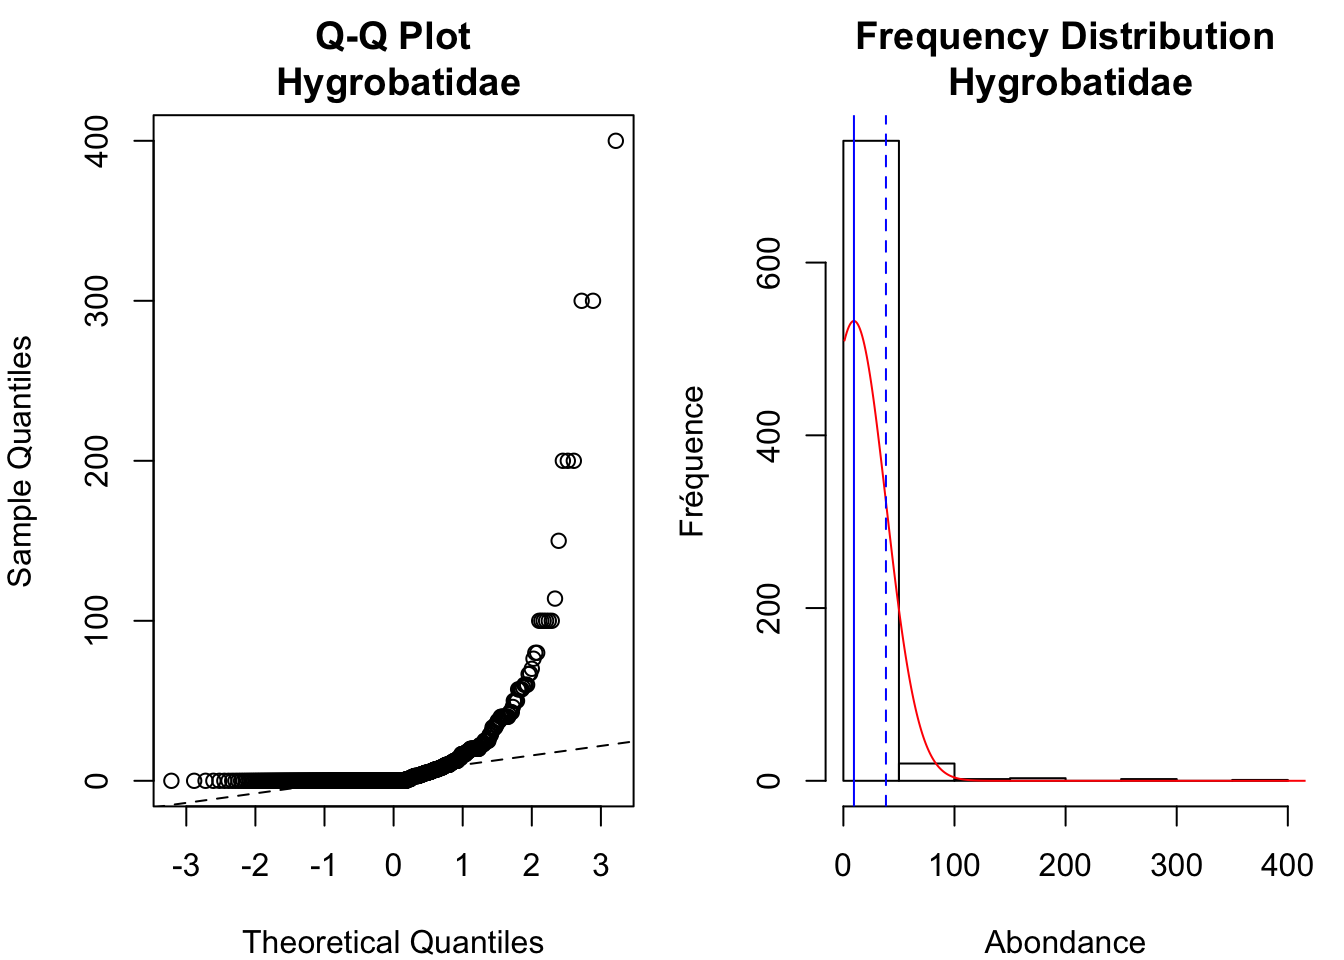 Q-Q Plot
Hygrobatidae
Sample Quantiles
400
300
200
100
0
-3 -2 -1 0 1 2 3
Theoretical Quantiles
Frequency Distribution
Hygrobatidae
Fréquence
600
400
200
0
0 100 200 300 400
Abondance